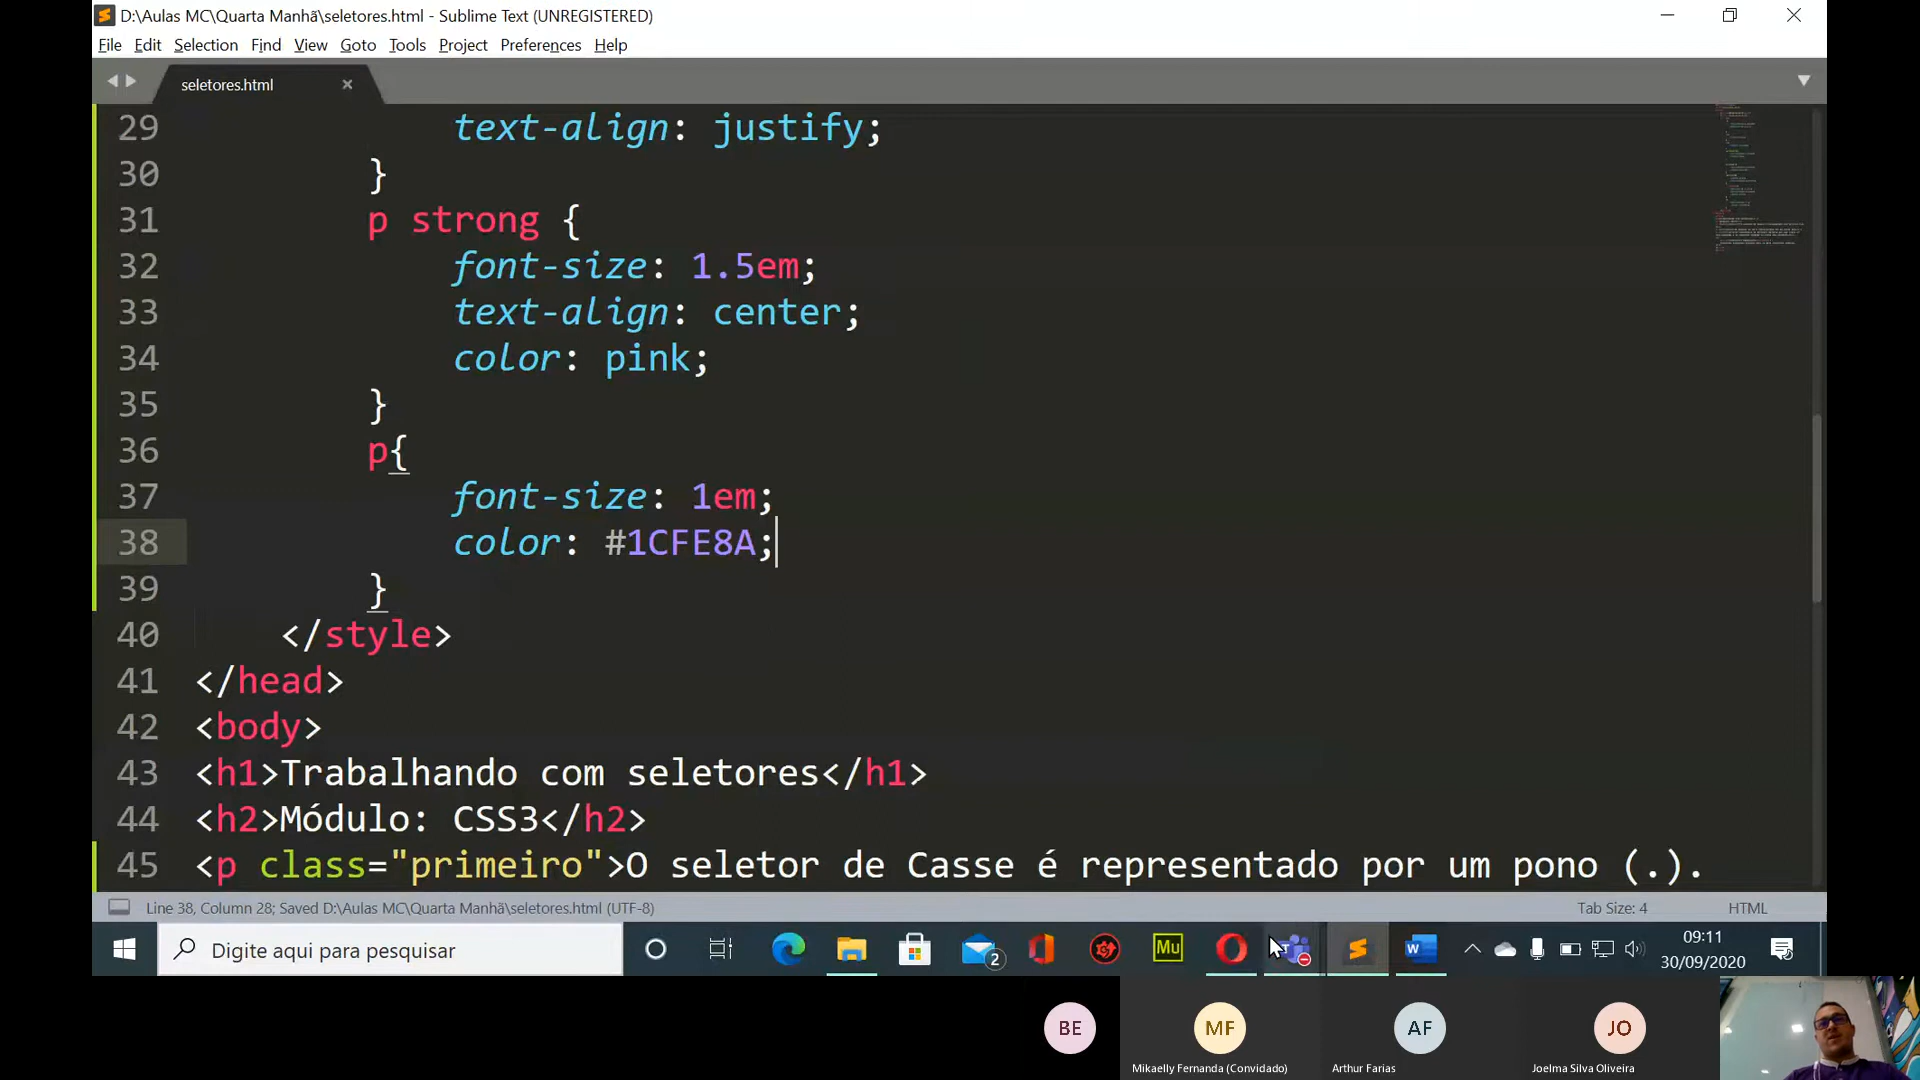 D:\Aulas MC\Quarta Manhã\seletores.html - Sublime Text (UNREGISTERED)
File Edit Selection Find View Goto Tools Project Preferences Help
seletores.html
29 text-align: justify;
30 }
31 p strong {
32 font-size: 1.5em;
33 text-align: center;
34 color: pink;
35 }
36 p{
37 font-size: 1em;
38 color: #1CFE8A;
39 }
40 </style>
41 </head>
42 <body>
43 <h1>Trabalhando com seletores</h1>
44 <h2>Módulo: CSS3</h2>
45 <p class="primeiro">O seletor de Casse é representado por um pono (.).
Line 38, Column 28; Saved D:\Aulas MC\Quarta Manhã\seletores.html (UTF-8) Tab Size: 4 HTML
Digite aqui para pesquisar
2
Mu
09:11
30/09/2020
BE MF AF JO
Mikaelly Fernanda (Convidado) Arthur Farias Joelma Silva Oliveira